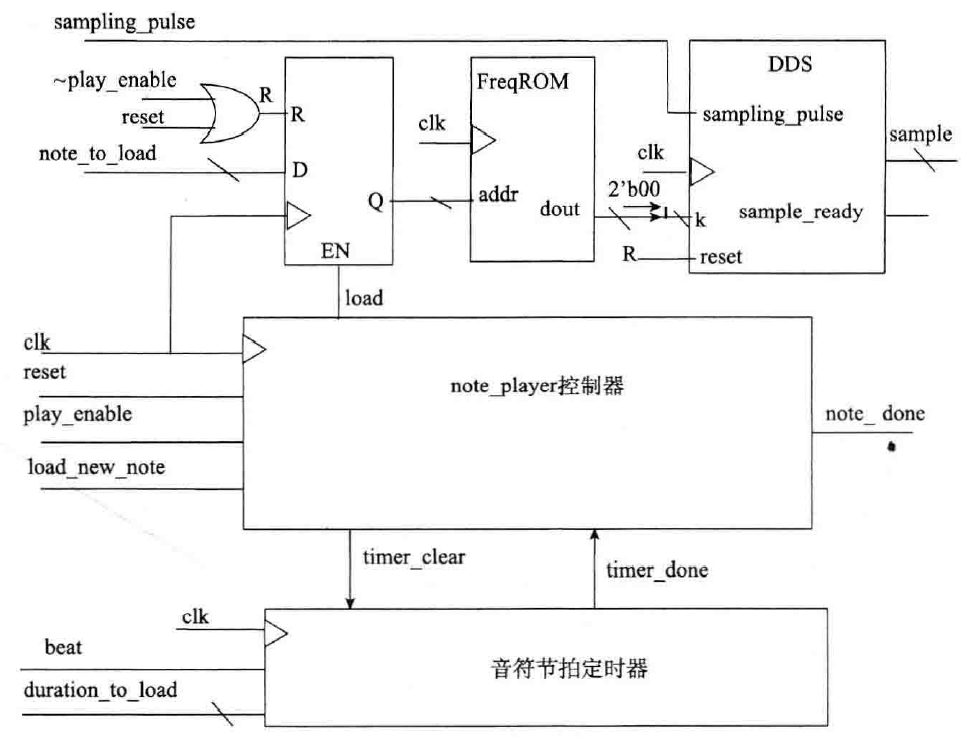 sampling_pulse
DDS
~play_enable
R
FreqROM
reset
R
clk
sampling_pulse
note_to_load
D
clk
sample
2'b00
Q
addr
dout
k
sample_ready
EN
R
reset
load
clk
reset
note_player控制器
play_enable
note_ done
load_new_note
timer_clear
timer_done
clk
beat
音符节拍定时器
duration_to_load